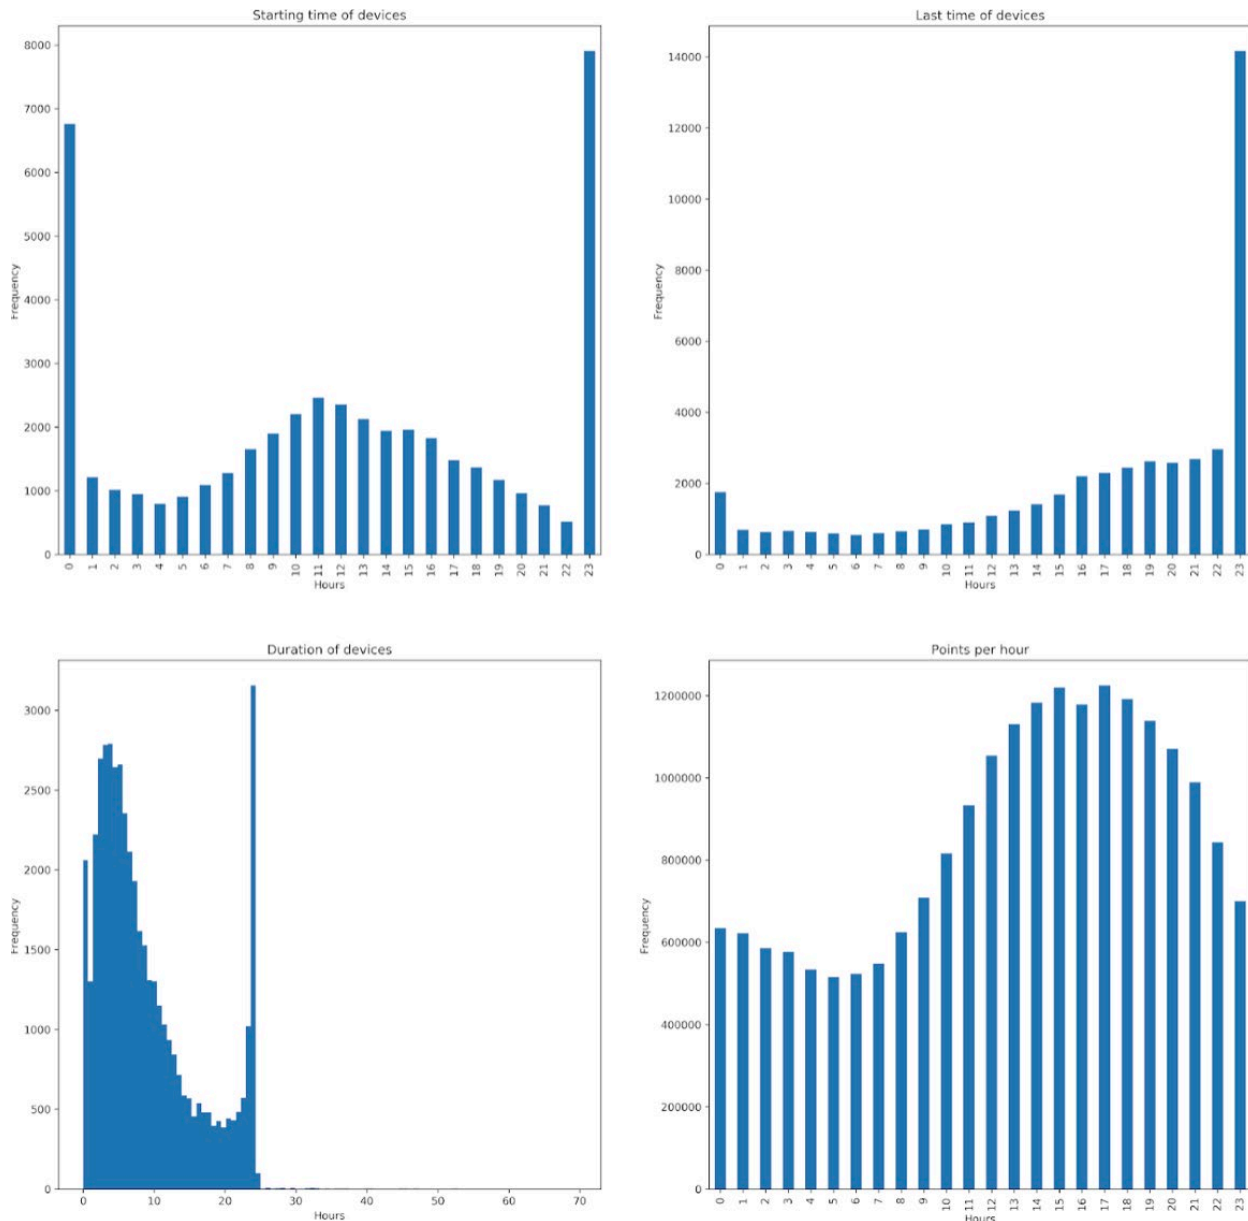 Starting time of devices
8000
7000
6000
5000
4000
3000
2000
1000
0
Frequency
0 1 2 3 4 5 6 7 8 9 10 11 12 13 14 15 16 17 18 19 20 21 22 23
Hours
Last time of devices
14000
12000
10000
8000
6000
4000
2000
0
Frequency
0 1 2 3 4 5 6 7 8 9 10 11 12 13 14 15 16 17 18 19 20 21 22 23
Hours
Duration of devices
3000
2500
2000
1500
1000
500
0
Frequency
0 10 20 30 40 50 60 70
Hours
Points per hour
1200000
1000000
800000
600000
400000
200000
0
Frequency
0 1 2 3 4 5 6 7 8 9 10 11 12 13 14 15 16 17 18 19 20 21 22 23
Hours